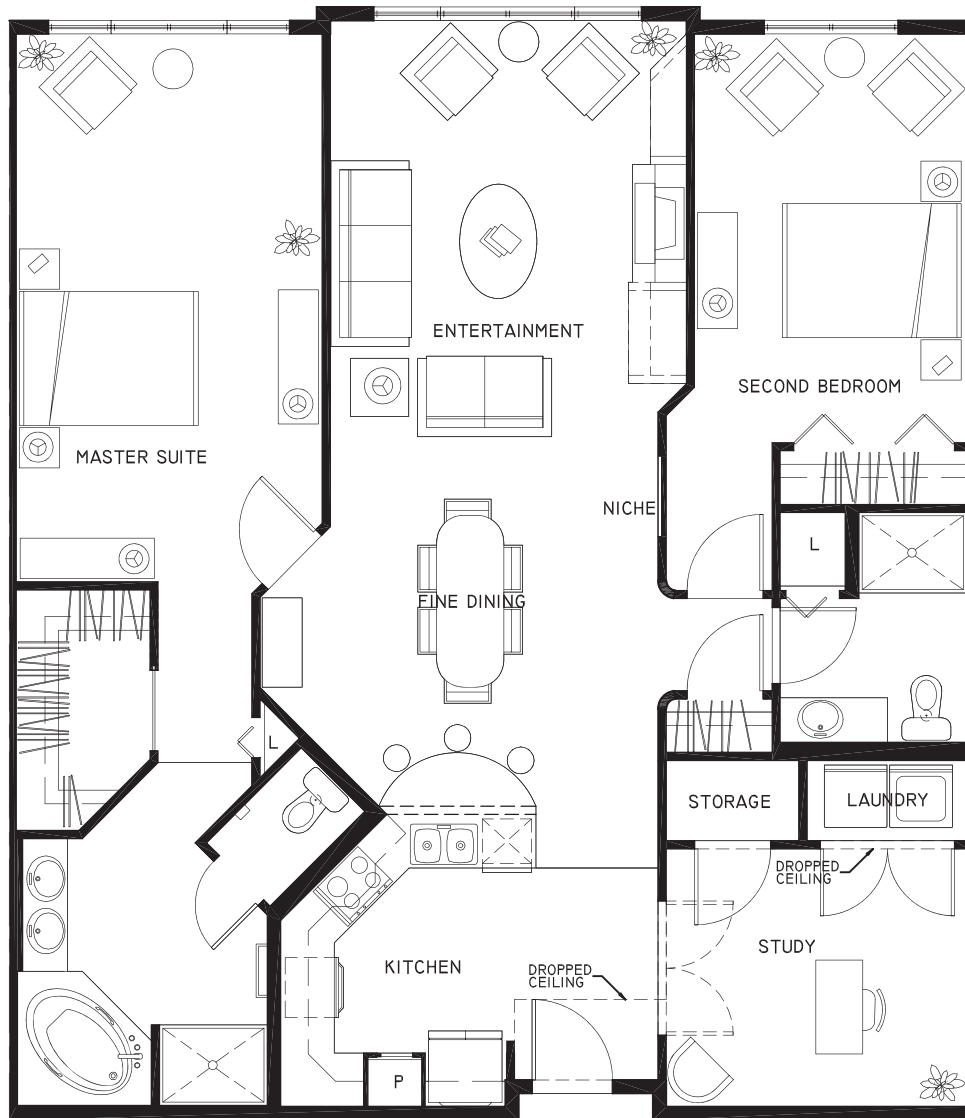 ENTERTAINMENT
SECOND BEDROOM
MASTER SUITE
NICHE
L
FINE DINING
L
STORAGE
LAUNDRY
DROPPED
CEILING
STUDY
KITCHEN
DROPPED
CEILING
P